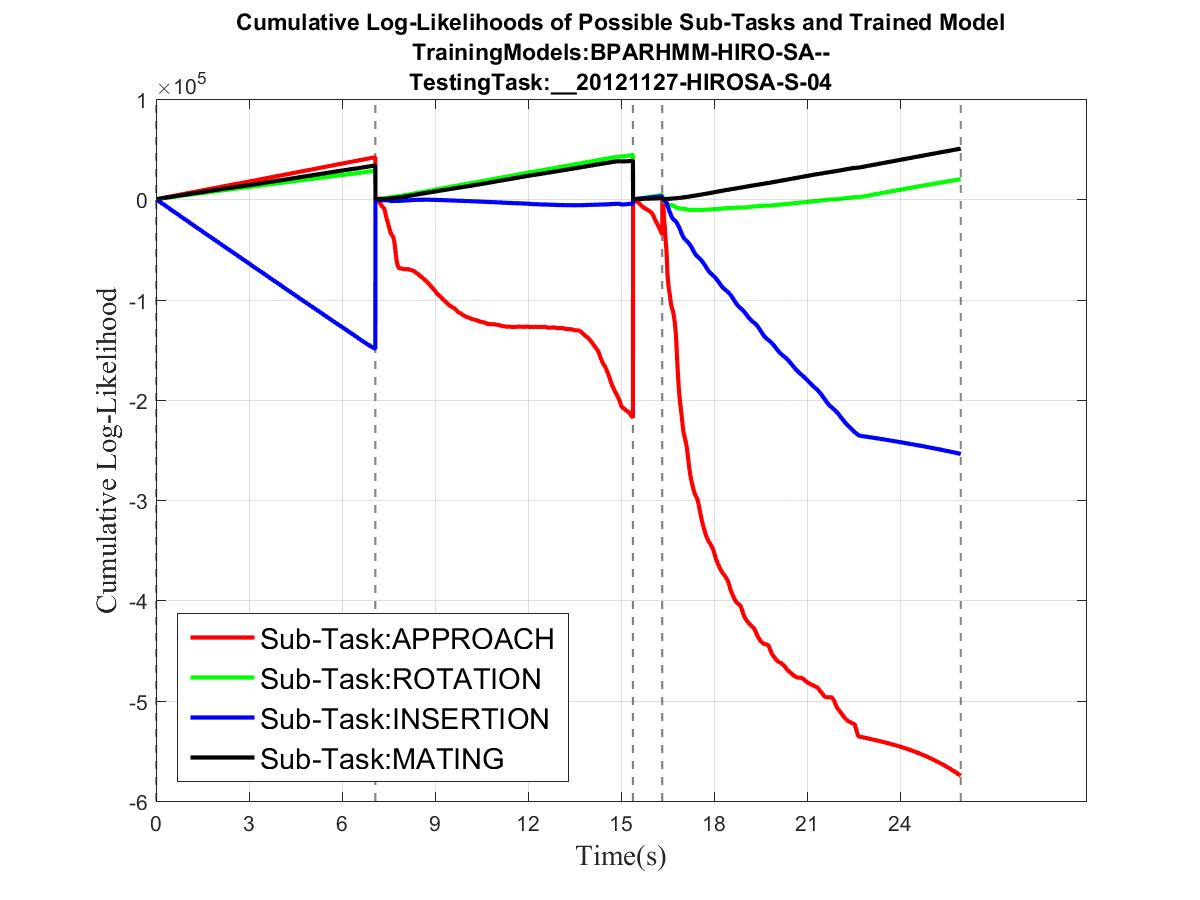 Cumulative Log-Likelihoods of Possible Sub-Tasks and Trained Model
TrainingModels:BPARHMM-HIRO-SA--
TestingTask:__20121127-HIROSA-S-04
×10⁵
1
0
-1
-2
-3
-4
-5
-6
Cumulative Log-Likelihood
Sub-Task:APPROACH
Sub-Task:ROTATION
Sub-Task:INSERTION
Sub-Task:MATING
0 3 6 9 12 15 18 21 24
Time(s)